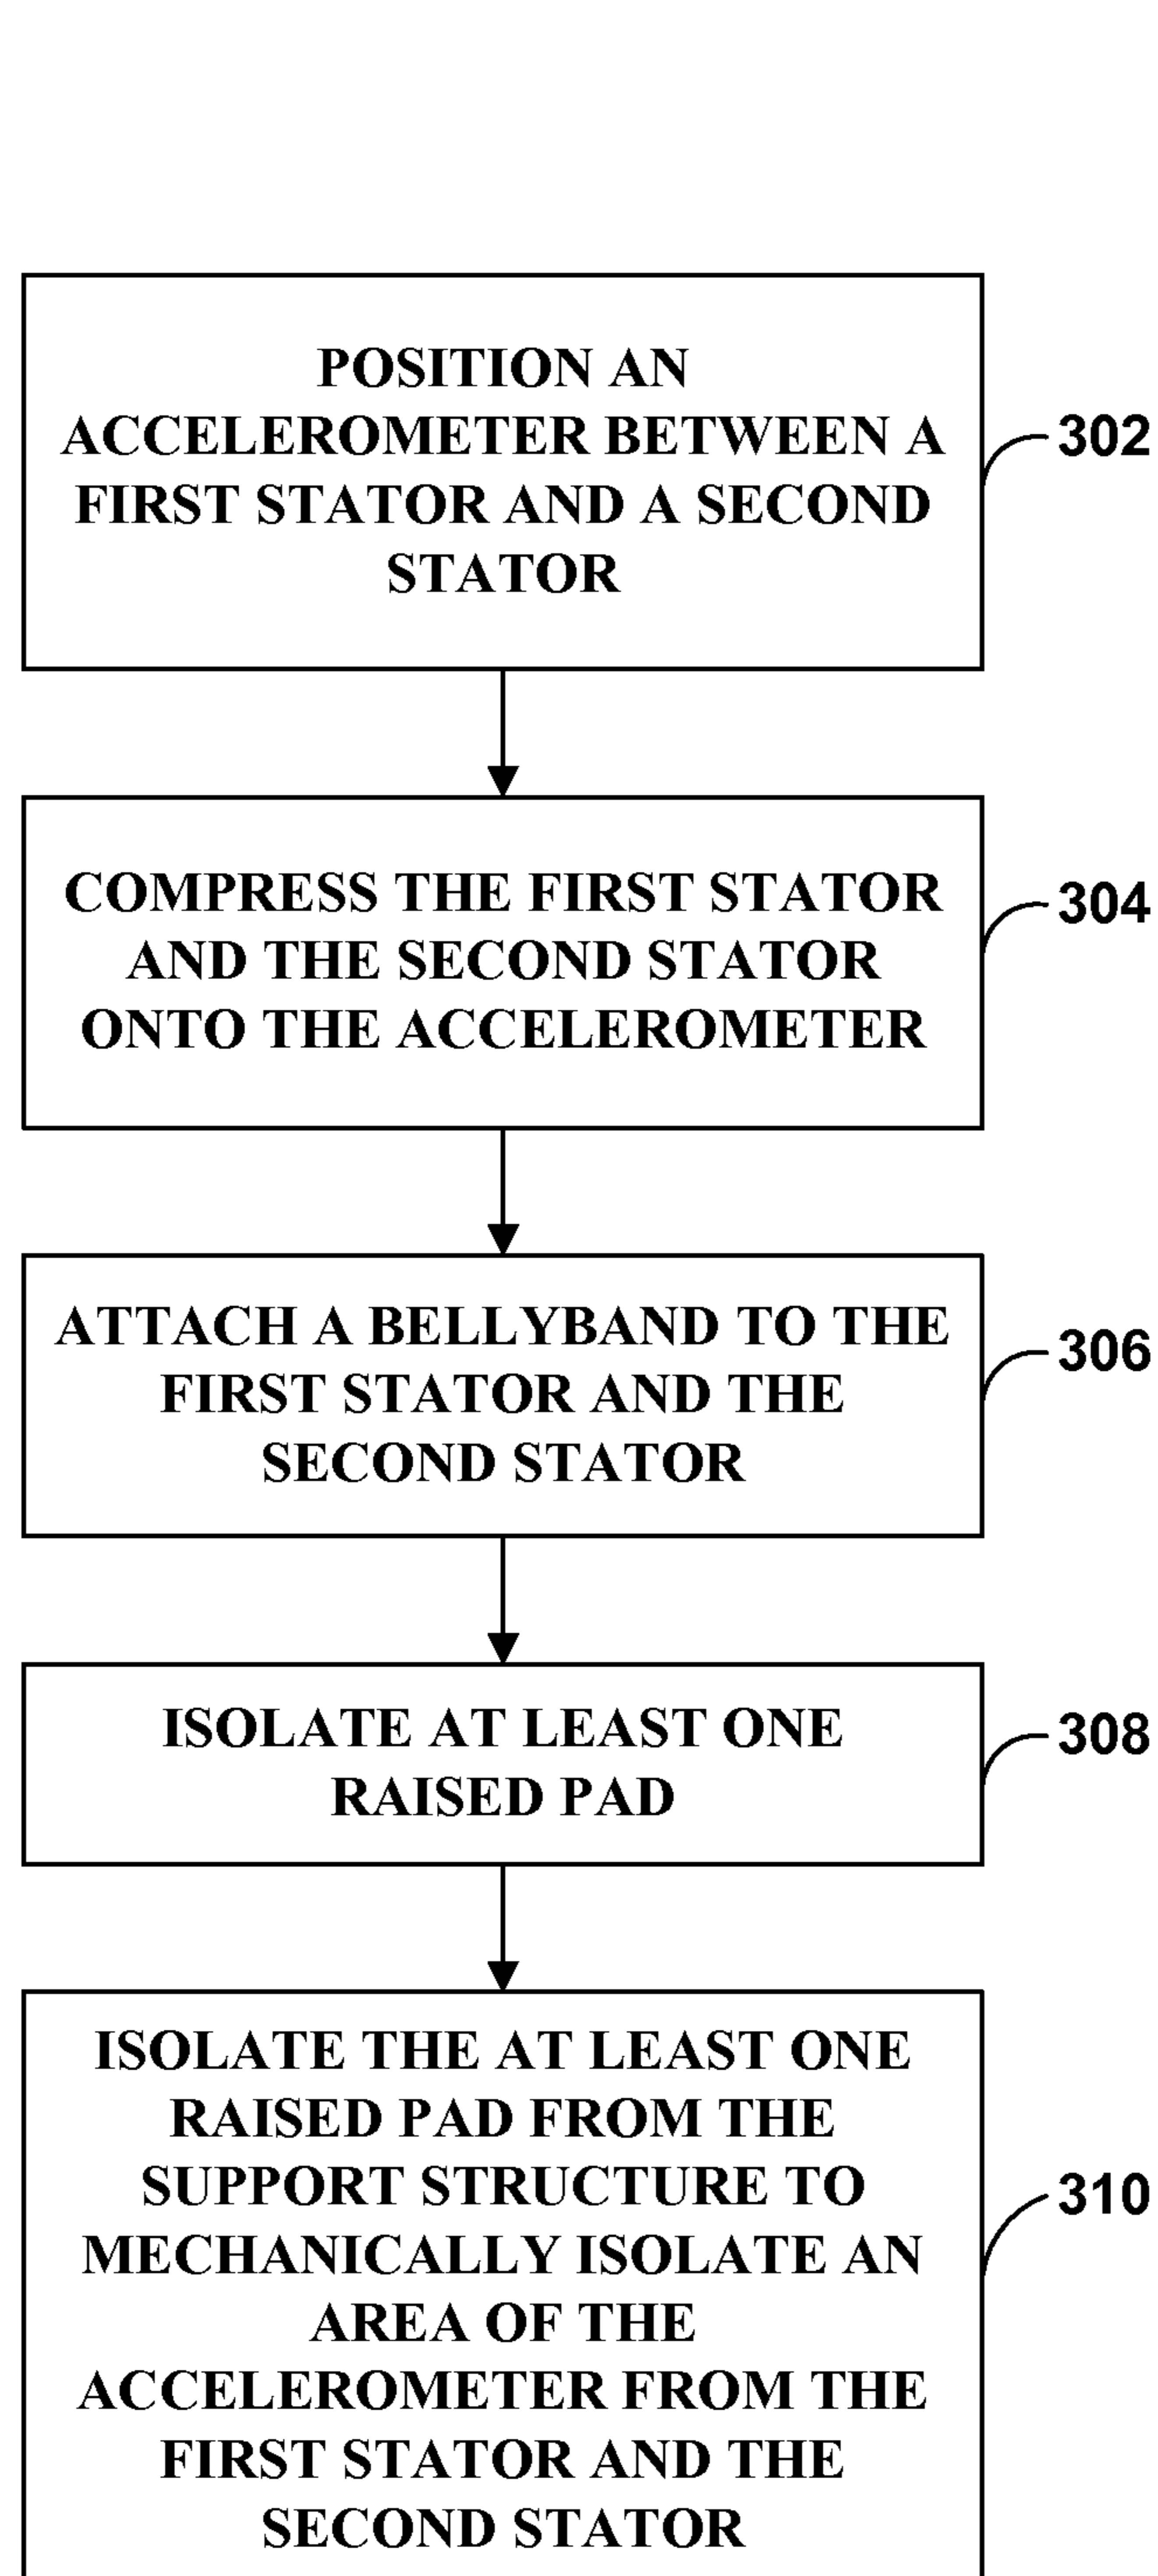 POSITION AN
ACCELEROMETER BETWEEN A
FIRST STATOR AND A SECOND
STATOR
302
COMPRESS THE FIRST STATOR
AND THE SECOND STATOR
ONTO THE ACCELEROMETER
304
ATTACH A BELLYBAND TO THE
FIRST STATOR AND THE
SECOND STATOR
306
ISOLATE AT LEAST ONE
RAISED PAD
308
ISOLATE THE AT LEAST ONE
RAISED PAD FROM THE
SUPPORT STRUCTURE TO
MECHANICALLY ISOLATE AN
AREA OF THE
ACCELEROMETER FROM THE
FIRST STATOR AND THE
SECOND STATOR
310